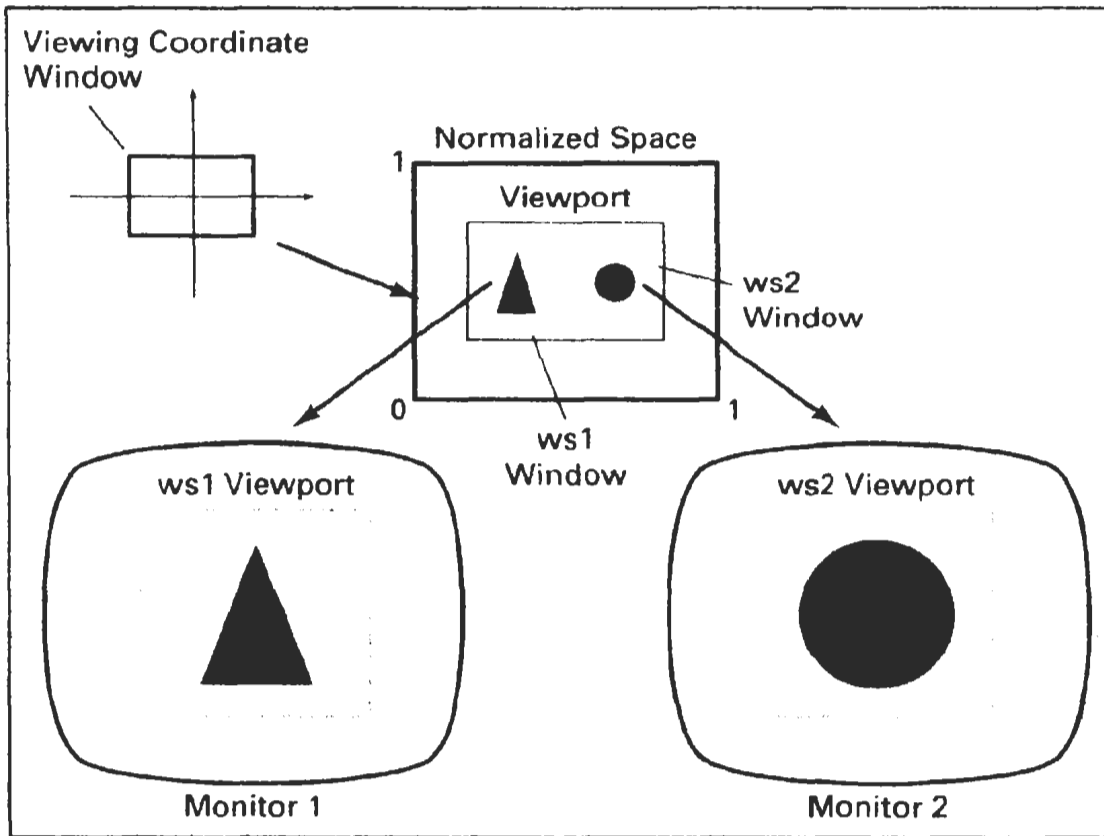 Viewing Coordinate
Window
Normalized Space
1
Viewport
ws2
Window
0
1
ws1
Window
ws1 Viewport
ws2 Viewport
Monitor 1
Monitor 2